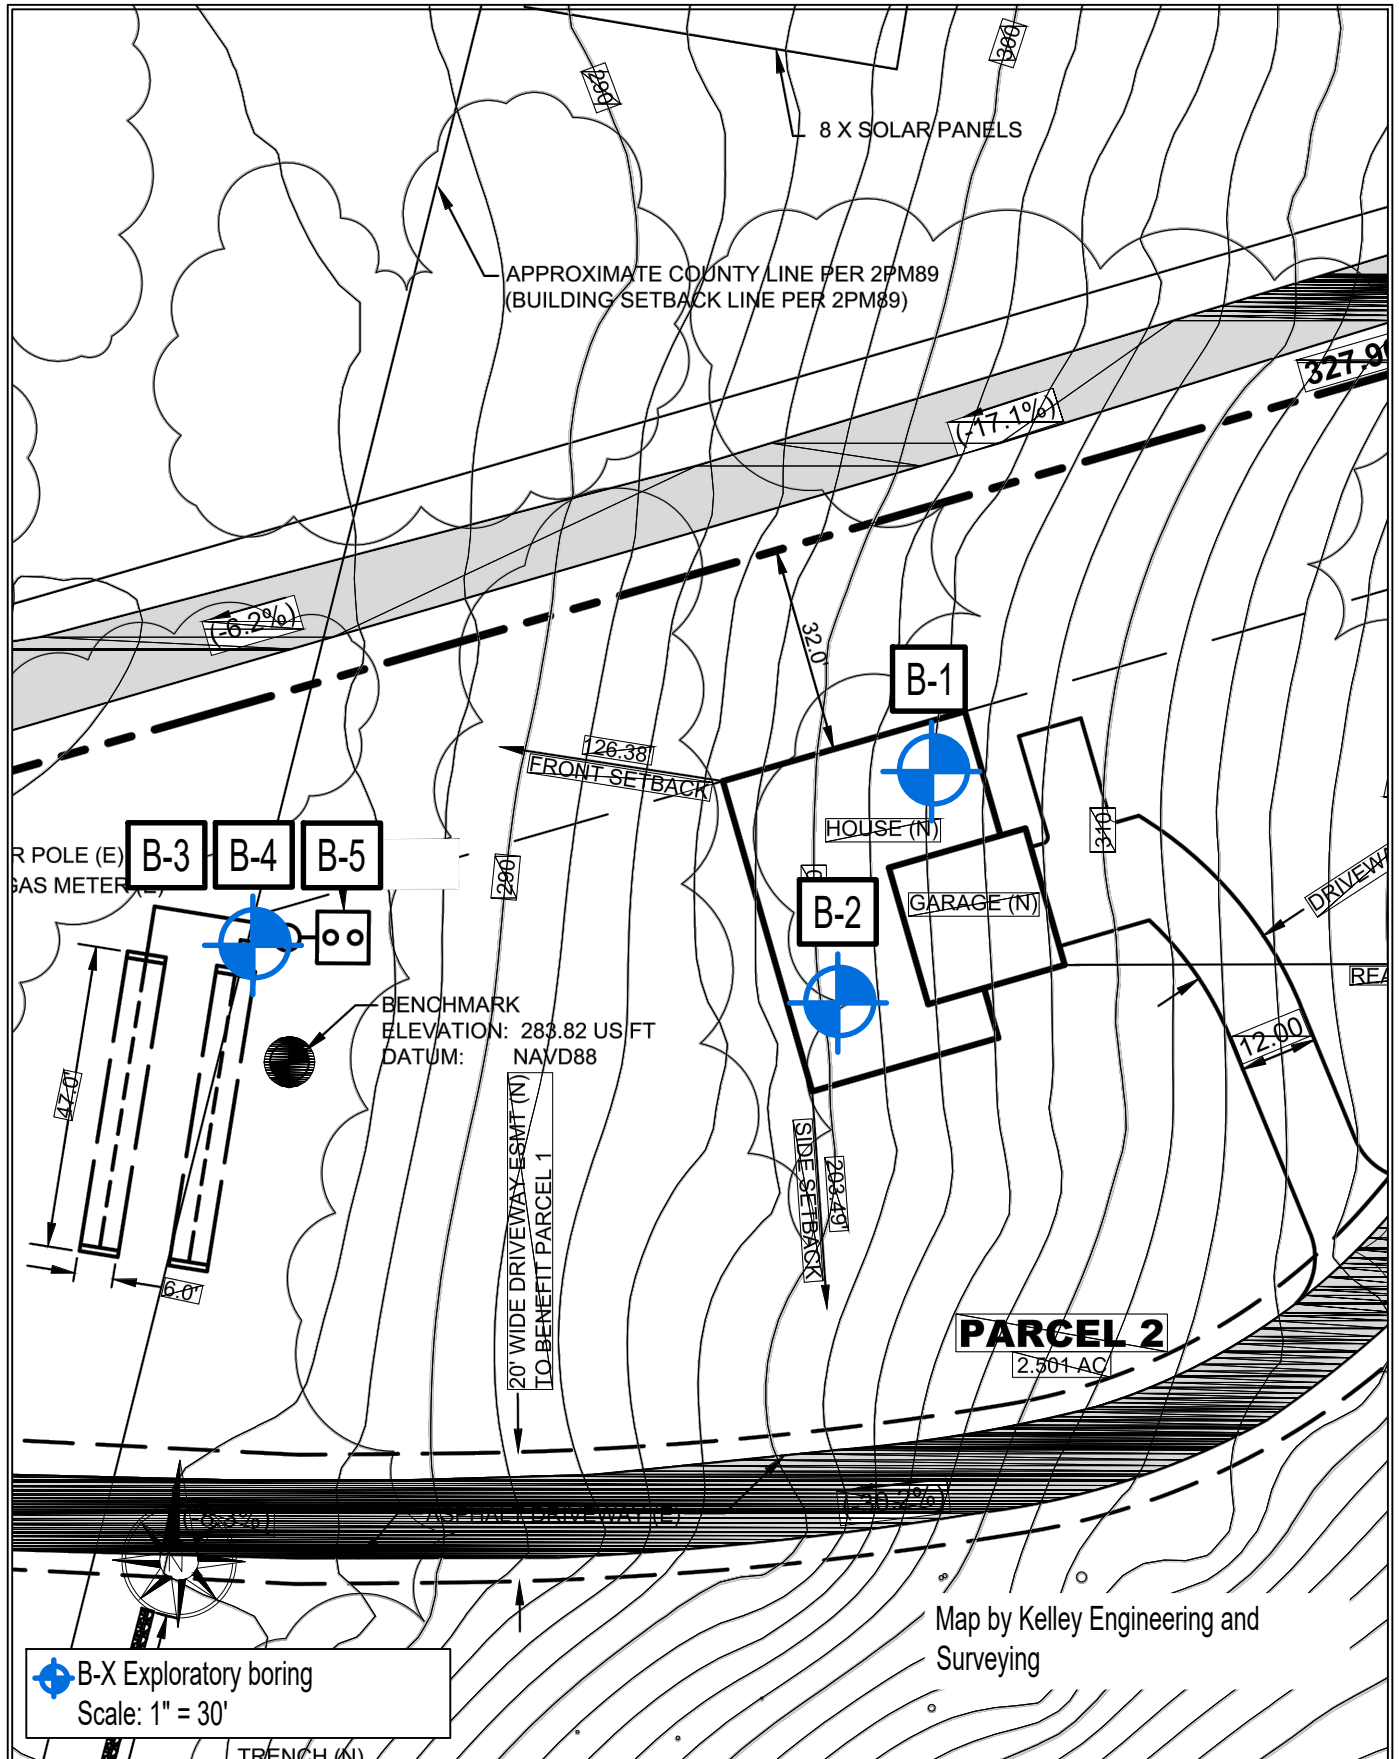 300
290
8 X SOLAR PANELS
APPROXIMATE COUNTY LINE PER 2PM89
(BUILDING SETBACK LINE PER 2PM89)
(-17.1%)
(-6.2%)
32.0'
B-1
126.38'
FRONT SETBACK
HOUSE (N)
310
R POLE (E)
B-3
B-4
B-5
290
GARAGE (N)
B-2
BENCHMARK
ELEVATION: 283.82 US FT
DATUM: NAVD88
12.00
47.0'
20' WIDE DRIVEWAY ESMT (N)
TO BENEFIT PARCEL 1
SIDE SETBACK
203.49'
6.0'
PARCEL 2
2.501 AC
(-30.2%)
ASPHALT DRIVEWAY (E)
N
Map by Kelley Engineering and
Surveying
B-X Exploratory boring
Scale: 1" = 30'
TRENCH (N)